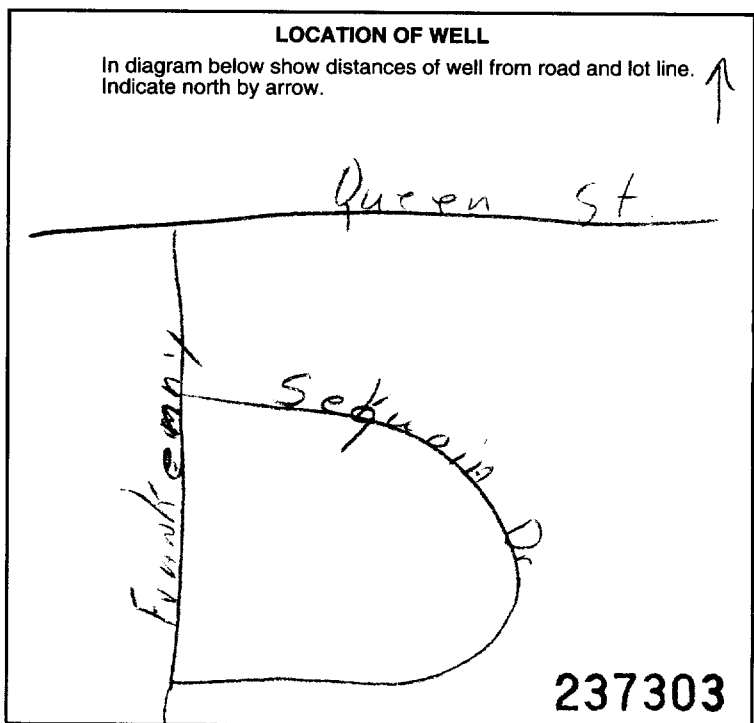 LOCATION OF WELL
In diagram below show distances of well from road and lot line.
Indicate north by arrow.
Queen St
Dr
237303